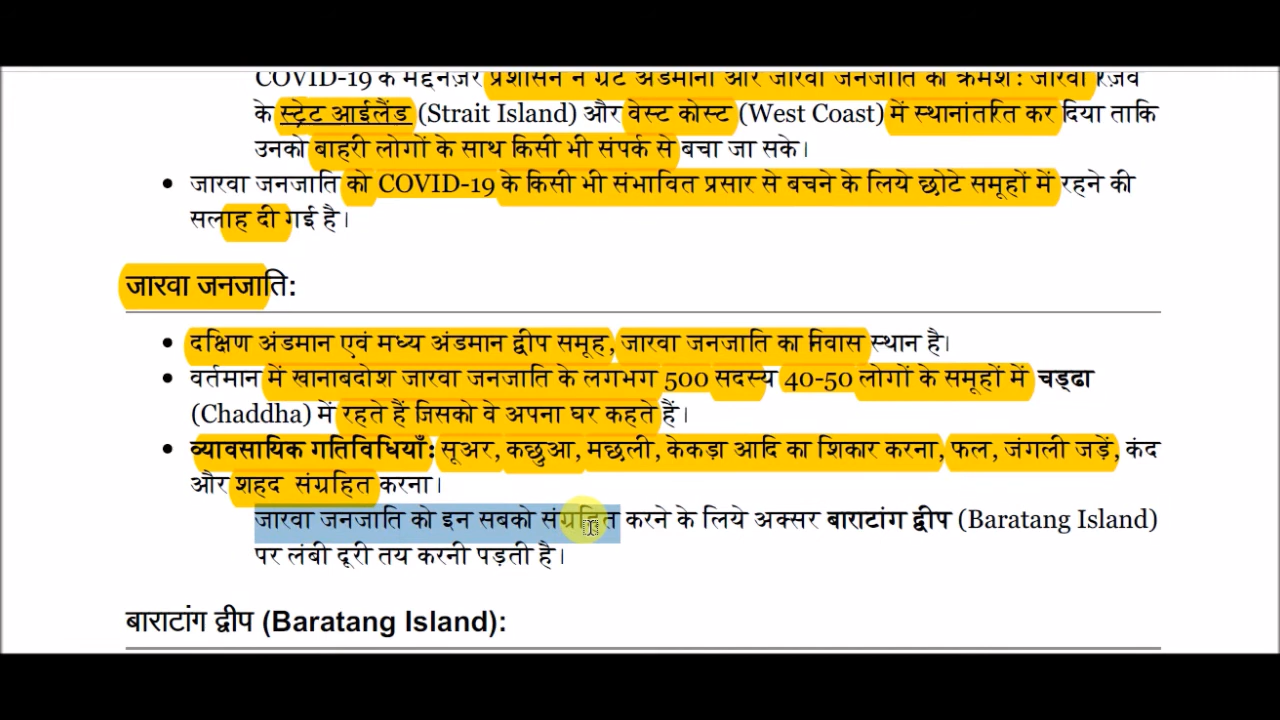 COVID-19 के मद्देनज़र प्रशासन ने ग्रेट अंडमानी और जारवा जनजाति को क्रमश: जारवा रिज़र्व
के स्ट्रेट आईलैंड (Strait Island) और वेस्ट कोस्ट (West Coast) में स्थानांतरित कर दिया ताकि
उनको बाहरी लोगों के साथ किसी भी संपर्क से बचा जा सके।
• जारवा जनजाति को COVID-19 के किसी भी संभावित प्रसार से बचने के लिये छोटे समूहों में रहने की
सलाह दी गई है।
जारवा जनजाति:
• दक्षिण अंडमान एवं मध्य अंडमान द्वीप समूह, जारवा जनजाति का निवास स्थान है।
• वर्तमान में खानाबदोश जारवा जनजाति के लगभग 500 सदस्य 40-50 लोगों के समूहों में चड्ढा
(Chaddha) में रहते हैं जिसको वे अपना घर कहते हैं।
• व्यावसायिक गतिविधियाँ: सूअर, कछुआ, मछली, केकड़ा आदि का शिकार करना, फल, जंगली जड़ें, कंद
और शहद संग्रहित करना।
जारवा जनजाति को इन सबको संग्रहित करने के लिये अक्सर बाराटांग द्वीप (Baratang Island)
पर लंबी दूरी तय करनी पड़ती है।
बाराटांग द्वीप (Baratang Island):